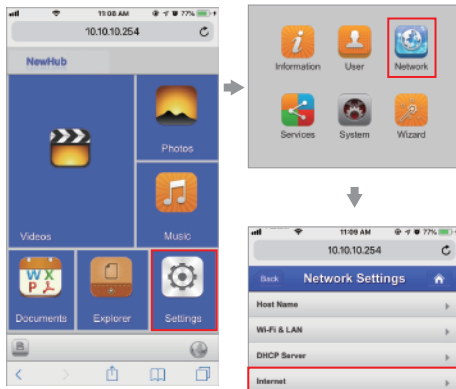 11:08 AM
77%
10.10.10.254
NewHub
Videos
Photos
Music
W X
P
Documents
Explorer
Settings
Information
User
Network
Services
System
Wizard
11:09 AM
77%
10.10.10.254
Back
Network Settings
Host Name
Wi-Fi & LAN
DHCP Server
Internet